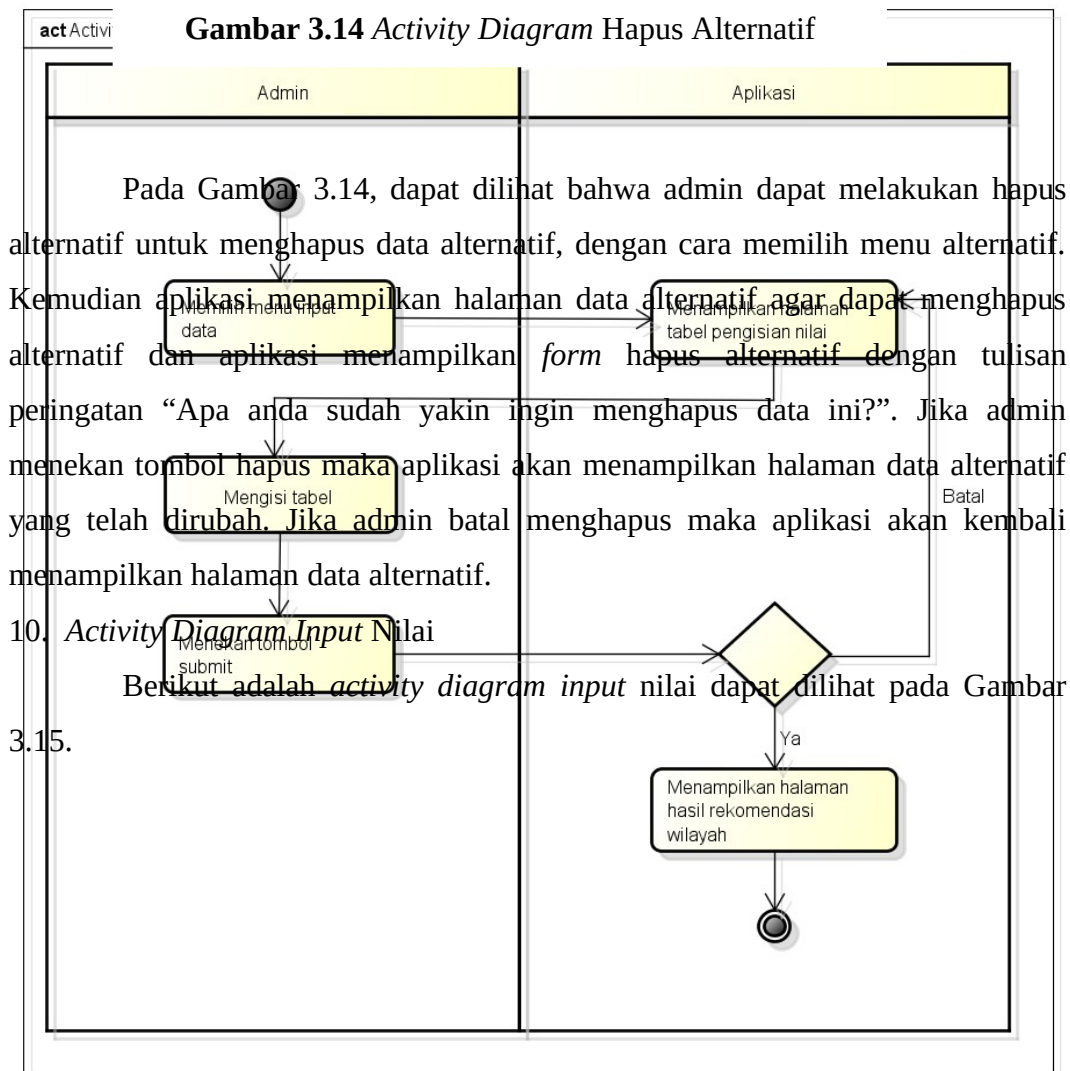 act Activi
Gambar 3.14 Activity Diagram Hapus Alternatif
Admin
Aplikasi
Pada Gambar 3.14, dapat dilihat bahwa admin dapat melakukan hapus
alternatif untuk menghapus data alternatif, dengan cara memilih menu alternatif.
Kemudian aplikasi menampilkan halaman data alternatif agar dapat menghapus
alternatif dan aplikasi menampilkan form hapus alternatif dengan tulisan
peringatan “Apa anda sudah yakin ingin menghapus data ini?”. Jika admin
menekan tombol hapus maka aplikasi akan menampilkan halaman data alternatif
yang telah dirubah. Jika admin batal menghapus maka aplikasi akan kembali
menampilkan halaman data alternatif.
10. Activity Diagram Input Nilai
Berikut adalah activity diagram input nilai dapat dilihat pada Gambar
3.15.
Memilih menu input
data
Menampilkan halaman
tabel pengisian nilai
Mengisi tabel
Batal
Menekan tombol
submit
Ya
Menampilkan halaman
hasil rekomendasi
wilayah